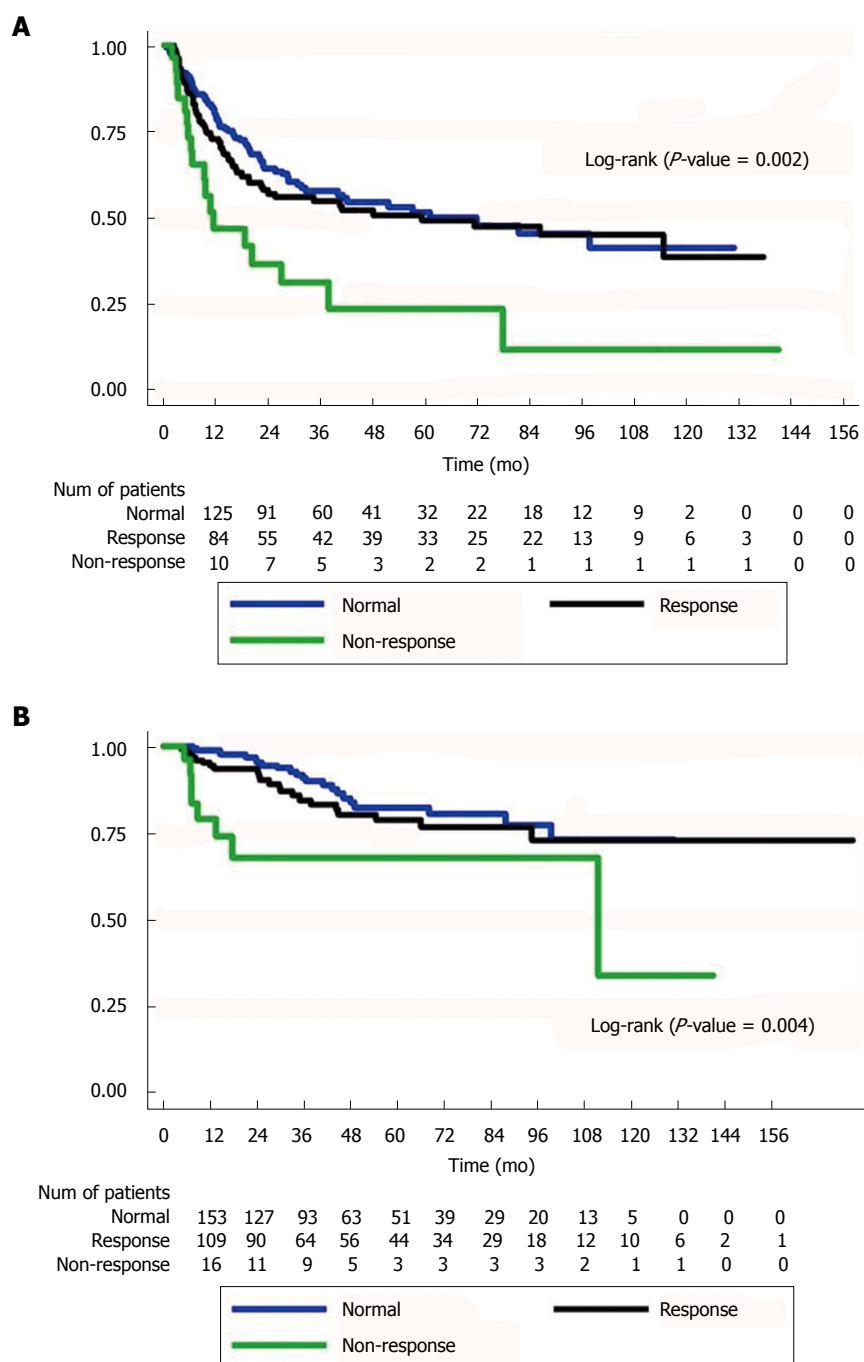 A
1.00
0.75
0.50
0.25
0.00
Log-rank (P-value = 0.002)
0 12 24 36 48 60 72 84 96 108 120 132 144 156
Time (mo)
Num of patients
Normal 125 91 60 41 32 22 18 12 9 2 0 0 0
Response 84 55 42 39 33 25 22 13 9 6 3 0 0
Non-response 10 7 5 3 2 2 1 1 1 1 1 0 0
Normal Response
Non-response
B
1.00
0.75
0.50
0.25
0.00
Log-rank (P-value = 0.004)
0 12 24 36 48 60 72 84 96 108 120 132 144 156
Time (mo)
Num of patients
Normal 153 127 93 63 51 39 29 20 13 5 0 0 0
Response 109 90 64 56 44 34 29 18 12 10 6 2 1
Non-response 16 11 9 5 3 3 3 3 2 1 1 0 0
Normal Response
Non-response